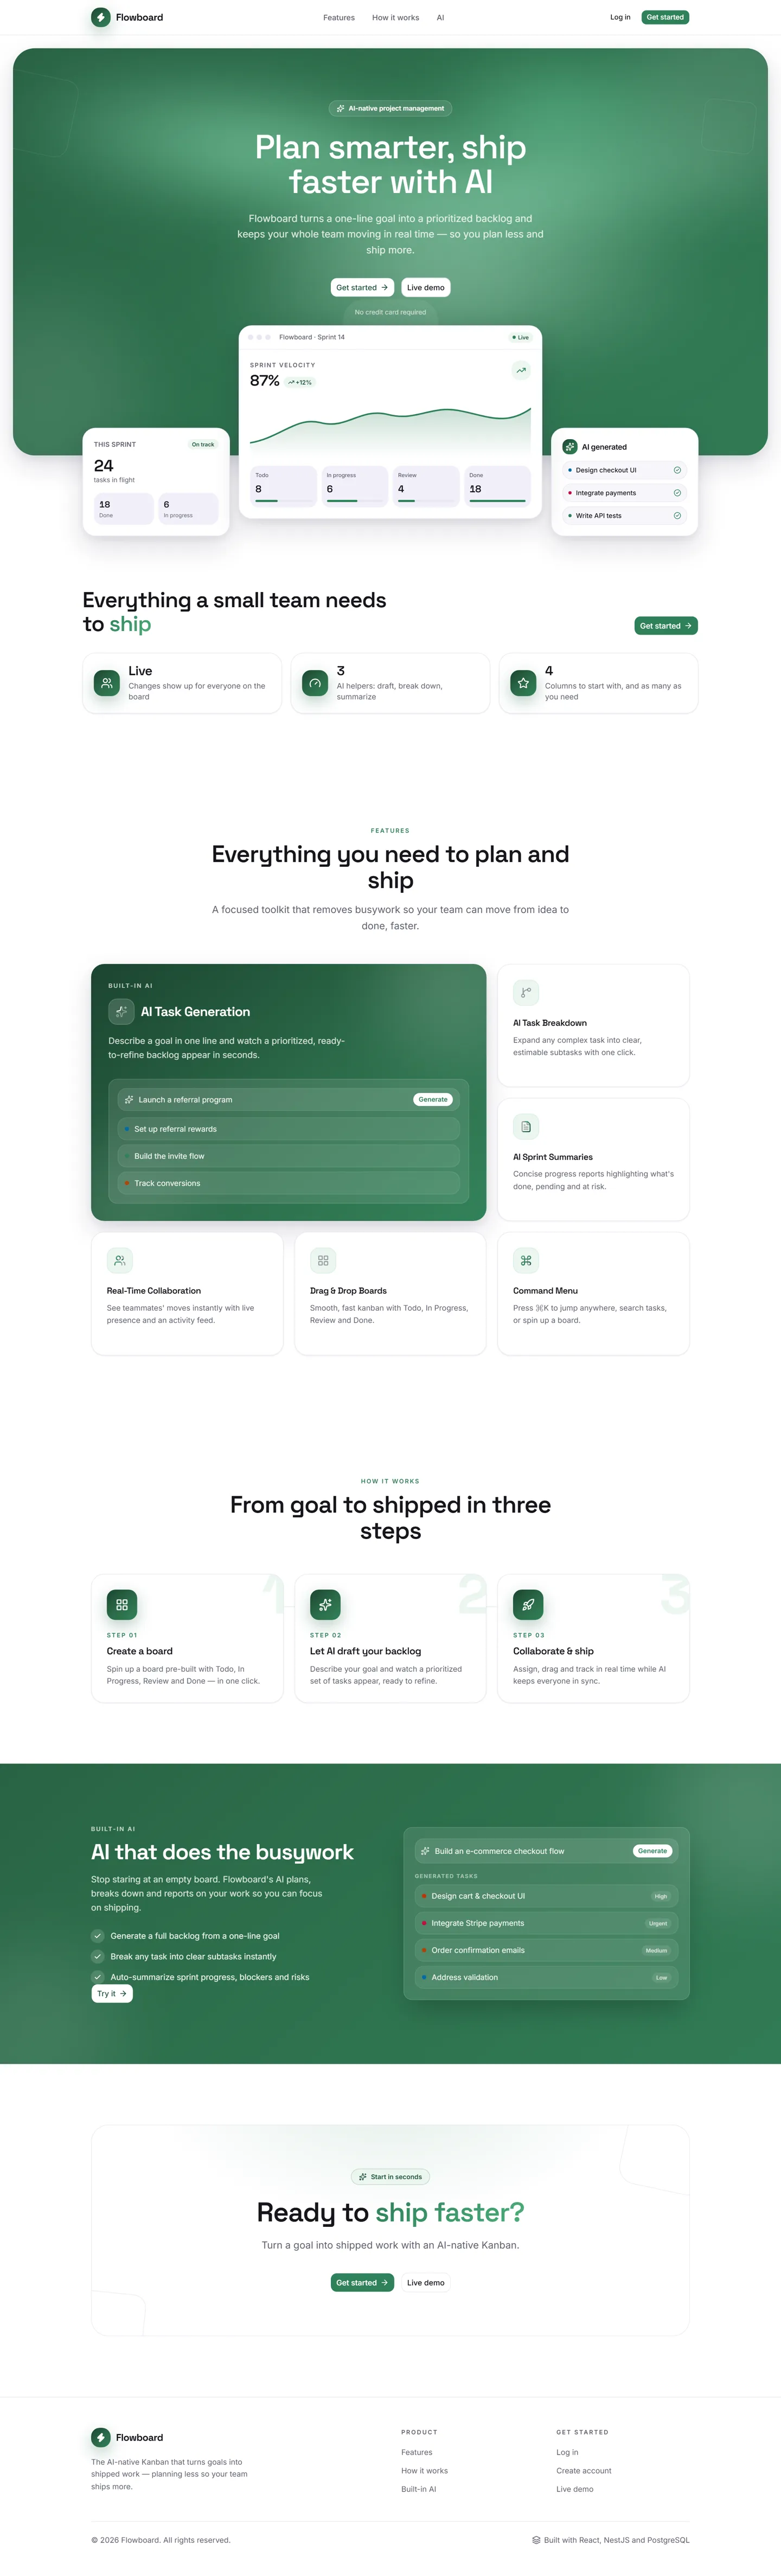 Flowboard
Features
How it works
AI
Log in
Get started
AI-native project management
Plan smarter, ship
faster with AI
Flowboard turns a one-line goal into a prioritized backlog and
keeps your whole team moving in real time — so you plan less and
ship more.
Get started
Live demo
No credit card required
Flowboard · Sprint 14
Live
SPRINT VELOCITY
87%
+12%
Todo
8
In progress
6
Review
4
Done
18
THIS SPRINT
On track
24
tasks in flight
18
Done
6
In progress
AI generated
Design checkout UI
Integrate payments
Write API tests
Everything a small team needs
to ship
Get started
Live
Changes show up for everyone on the
board
3
AI helpers: draft, break down,
summarize
4
Columns to start with, and as many as
you need
FEATURES
Everything you need to plan and
ship
A focused toolkit that removes busywork so your team can move from idea to
done, faster.
BUILT-IN AI
AI Task Generation
Describe a goal in one line and watch a prioritized, ready-
to-refine backlog appear in seconds.
Launch a referral program
Generate
Set up referral rewards
Build the invite flow
Track conversions
AI Task Breakdown
Expand any complex task into clear,
estimable subtasks with one click.
AI Sprint Summaries
Concise progress reports highlighting what's
done, pending and at risk.
Real-Time Collaboration
See teammates' moves instantly with live
presence and an activity feed.
Drag & Drop Boards
Smooth, fast kanban with Todo, In Progress,
Review and Done.
Command Menu
Press ⌘K to jump anywhere, search tasks,
or spin up a board.
HOW IT WORKS
From goal to shipped in three
steps
1
STEP 01
Create a board
Spin up a board pre-built with Todo, In
Progress, Review and Done — in one click.
2
STEP 02
Let AI draft your backlog
Describe your goal and watch a prioritized
set of tasks appear, ready to refine.
3
STEP 03
Collaborate & ship
Assign, drag and track in real time while AI
keeps everyone in sync.
BUILT-IN AI
AI that does the busywork
Stop staring at an empty board. Flowboard's AI plans,
breaks down and reports on your work so you can focus
on shipping.
Generate a full backlog from a one-line goal
Break any task into clear subtasks instantly
Auto-summarize sprint progress, blockers and risks
Try it
Build an e-commerce checkout flow
Generate
GENERATED TASKS
Design cart & checkout UI
High
Integrate Stripe payments
Urgent
Order confirmation emails
Medium
Address validation
Low
Start in seconds
Ready to ship faster?
Turn a goal into shipped work with an AI-native Kanban.
Get started
Live demo
Flowboard
The AI-native Kanban that turns goals into
shipped work — planning less so your team
ships more.
PRODUCT
Features
How it works
Built-in AI
GET STARTED
Log in
Create account
Live demo
© 2026 Flowboard. All rights reserved.
Built with React, NestJS and PostgreSQL